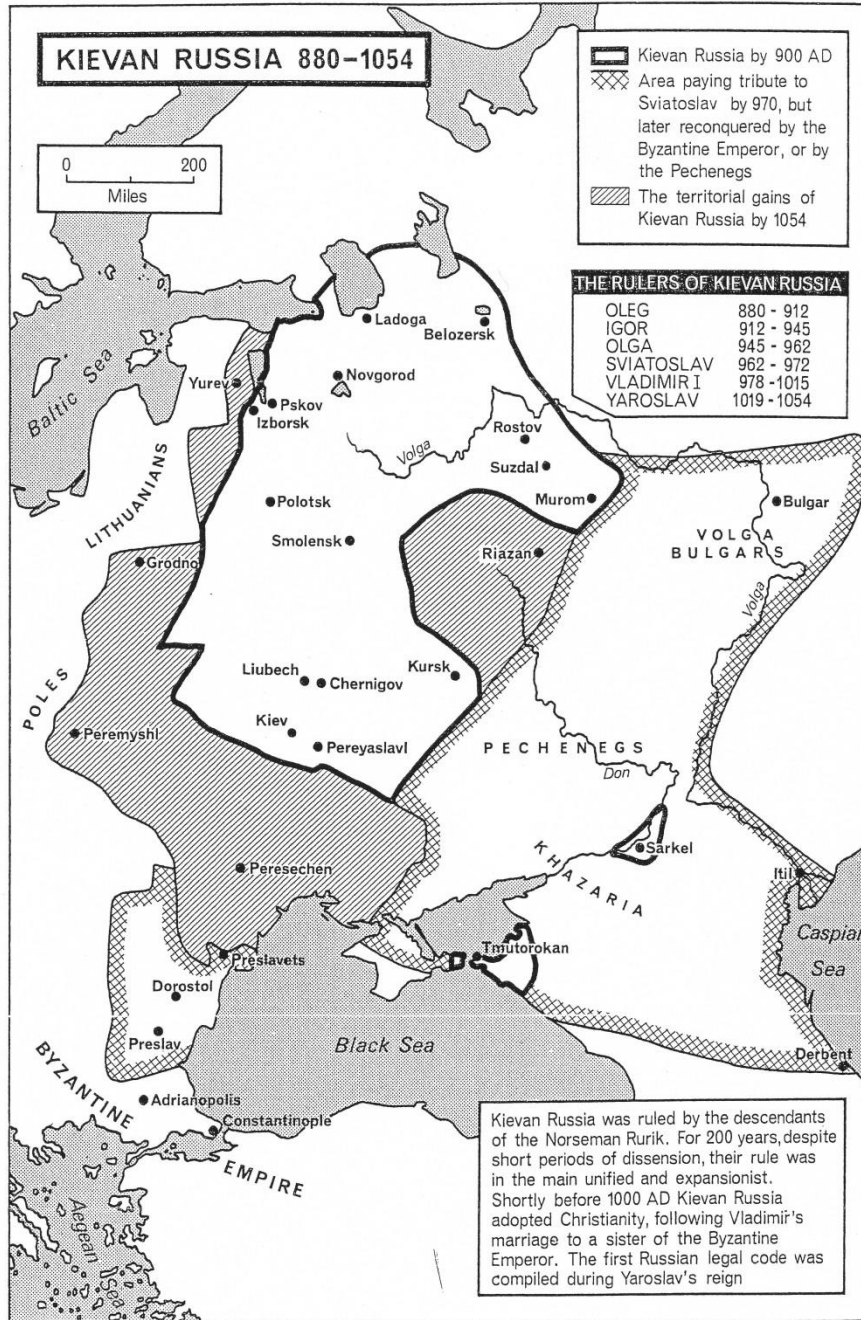 KIEVAN RUSSIA 880-1054
0 200
Miles
Kievan Russia by 900 AD
Area paying tribute to
Sviatoslav by 970, but
later reconquered by the
Byzantine Emperor, or by
the Pechenegs
The territorial gains of
Kievan Russia by 1054
THE RULERS OF KIEVAN RUSSIA
OLEG 880 - 912
IGOR 912 - 945
OLGA 945 - 962
SVIATOSLAV 962 - 972
VLADIMIR I 978 - 1015
YAROSLAV 1019 - 1054
Ladoga
Belozersk
Baltic Sea
Yurev
Novgorod
Pskov
Izborsk
Volga
Rostov
Suzdal
Murom
Bulgar
LITHUANIANS
Polotsk
Smolensk
VOLGA
BULGARS
Grodno
Riazan
Volga
POLES
Liubech
Chernigov
Kursk
Peremyshl
Kiev
Pereyaslavl
PECHENEGS
Don
Sarkel
KHAZARIA
Peresechen
Itil
Caspian
Sea
Preslavets
Tmutorokan
Dorostol
Preslav
Black Sea
Derbent
BYZANTINE
EMPIRE
Adrianopolis
Constantinople
Aegean
Sea
Kievan Russia was ruled by the descendants
of the Norseman Rurik. For 200 years, despite
short periods of dissension, their rule was
in the main unified and expansionist.
Shortly before 1000 AD Kievan Russia
adopted Christianity, following Vladimir's
marriage to a sister of the Byzantine
Emperor. The first Russian legal code was
compiled during Yaroslav's reign